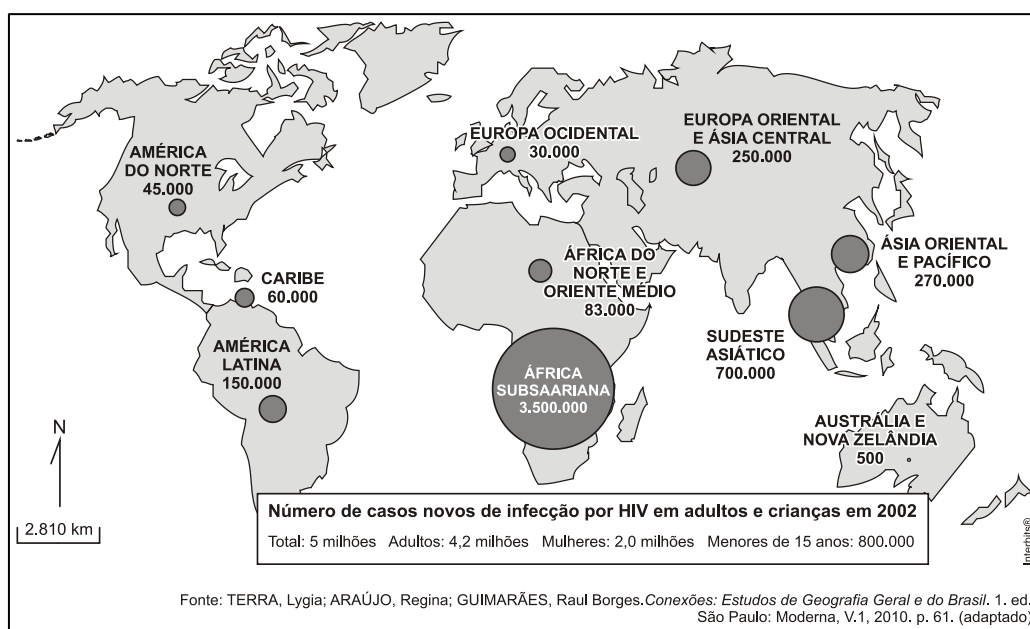 AMÉRICA
DO NORTE
45.000
EUROPA OCIDENTAL
30.000
EUROPA ORIENTAL
E ÁSIA CENTRAL
250.000
CARIBE
60.000
ÁFRICA DO
NORTE E
ORIENTE MÉDIO
83.000
ÁSIA ORIENTAL
E PACÍFICO
270.000
AMÉRICA
LATINA
150.000
ÁFRICA
SUBSAARIANA
3.500.000
SUDESTE
ASIÁTICO
700.000
AUSTRÁLIA E
NOVA ZELÂNDIA
500
N
2.810 km
Número de casos novos de infecção por HIV em adultos e crianças em 2002
Total: 5 milhões Adultos: 4,2 milhões Mulheres: 2,0 milhões Menores de 15 anos: 800.000
Interbits®
Fonte: TERRA, Lygia; ARAÚJO, Regina; GUIMARÃES, Raul Borges.Conexões: Estudos de Geografia Geral e do Brasil. 1. ed.
São Paulo: Moderna, V.1, 2010. p. 61. (adaptado)